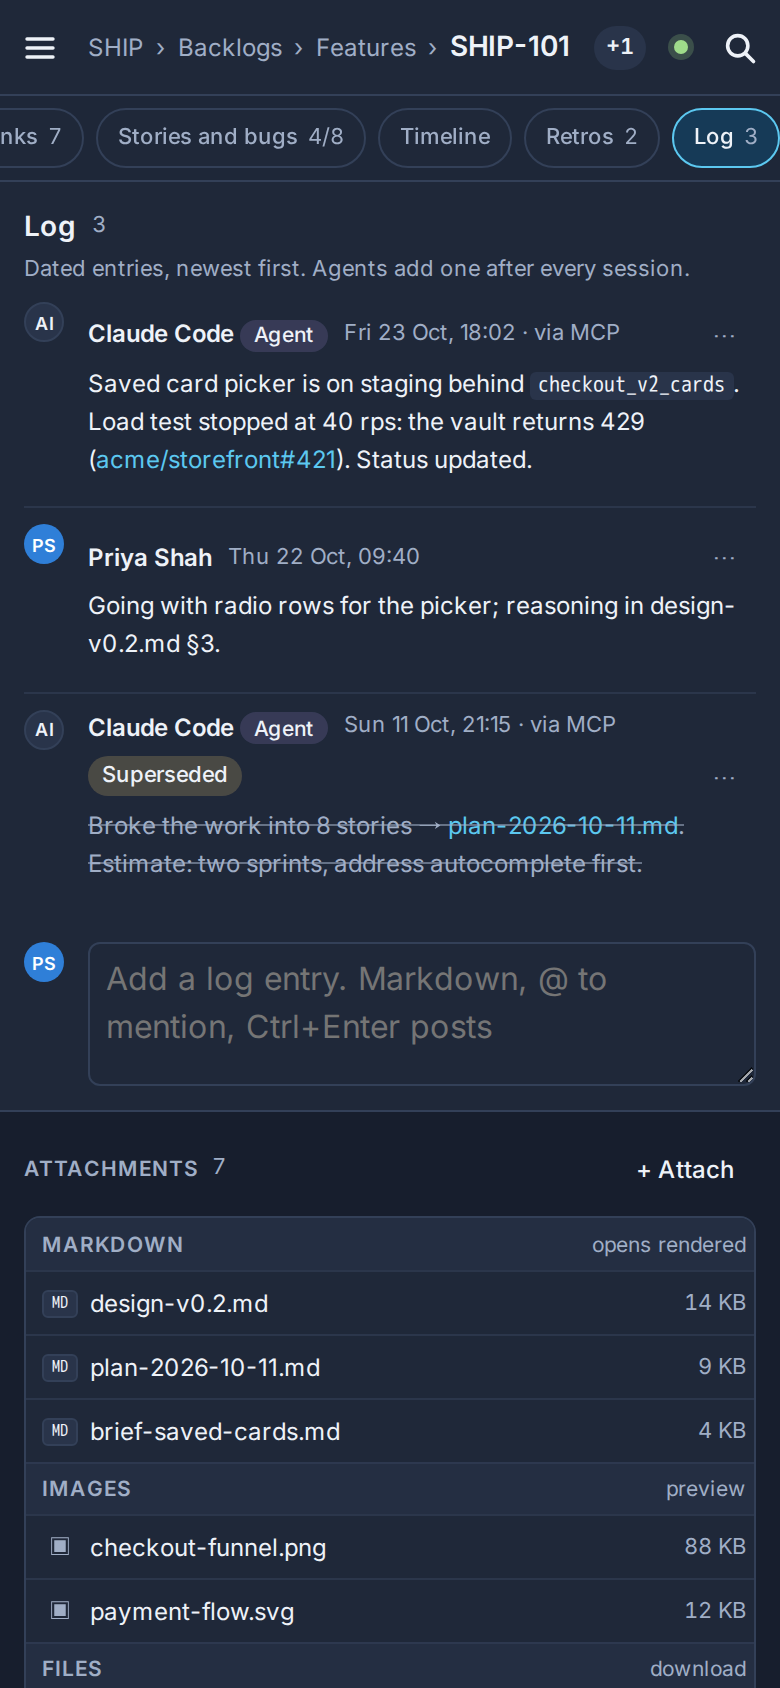 SHIP › Backlogs › Features › SHIP-101 +1
nks 7 Stories and bugs 4/8 Timeline Retros 2 Log 3
Log 3
Dated entries, newest first. Agents add one after every session.
AI Claude Code Agent Fri 23 Oct, 18:02 · via MCP ...
Saved card picker is on staging behind checkout_v2_cards.
Load test stopped at 40 rps: the vault returns 429
(acme/storefront#421). Status updated.
PS Priya Shah Thu 22 Oct, 09:40 ...
Going with radio rows for the picker; reasoning in design-
v0.2.md §3.
AI Claude Code Agent Sun 11 Oct, 21:15 · via MCP
Superseded ...
Broke the work into 8 stories → plan-2026-10-11.md.
Estimate: two sprints, address autocomplete first.
PS Add a log entry. Markdown, @ to
mention, Ctrl+Enter posts
ATTACHMENTS 7 + Attach
MARKDOWN opens rendered
MD design-v0.2.md 14 KB
MD plan-2026-10-11.md 9 KB
MD brief-saved-cards.md 4 KB
IMAGES preview
▣ checkout-funnel.png 88 KB
▣ payment-flow.svg 12 KB
FILES download